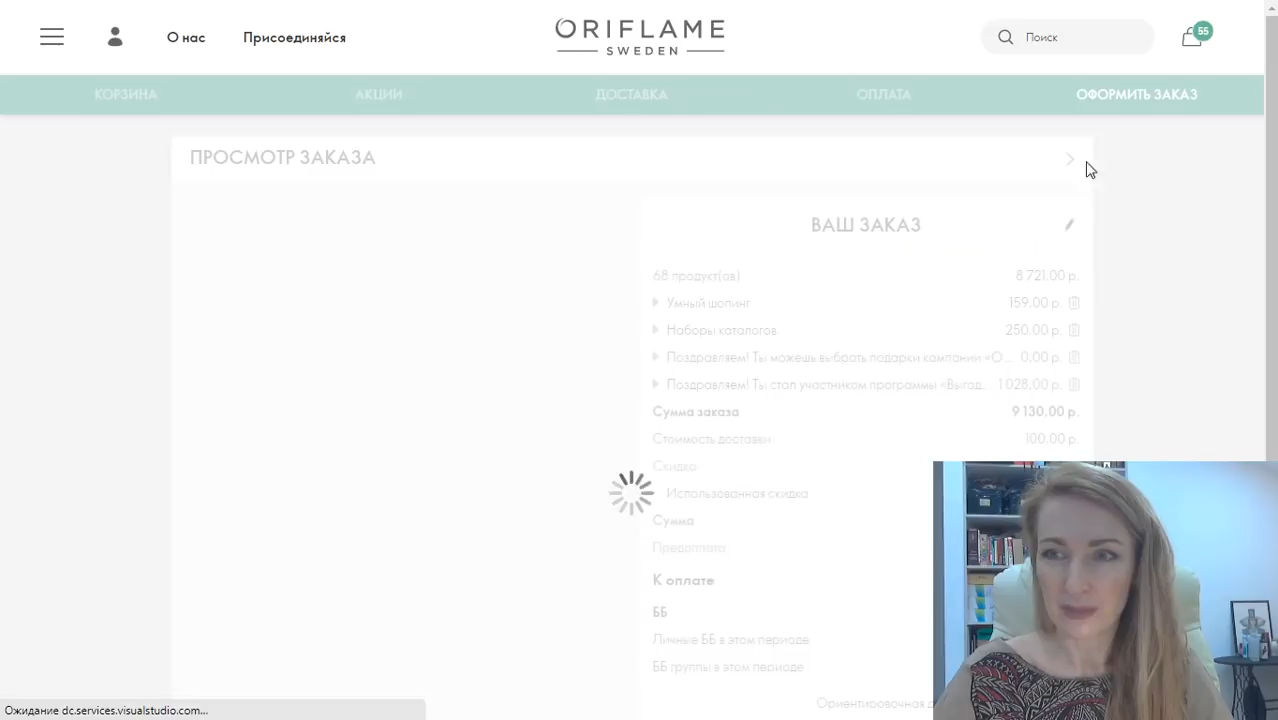 О нас
Присоединяйся
ORIFLAME
SWEDEN
Поиск
55
КОРЗИНА
АКЦИИ
ДОСТАВКА
ОПЛАТА
ОФОРМИТЬ ЗАКАЗ
ПРОСМОТР ЗАКАЗА
ВАШ ЗАКАЗ
68 продукт(ов) 8 721,00 р.
Умный шопинг 159,00 р.
Наборы каталогов 250,00 р.
Поздравляем! Ты можешь выбрать подарки кампании «О... 0,00 р.
Поздравляем! Ты стал участником программы «Выгод... 1 028,00 р.
Сумма заказа 9 130,00 р.
Стоимость доставки 100,00 р.
Скидка
Использованная скидка
Сумма
Предоплата
К оплате
ББ
Личные ББ в этом периоде
ББ группы в этом периоде
Ориентировочная д
Ожидание dc.services.visualstudio.com...